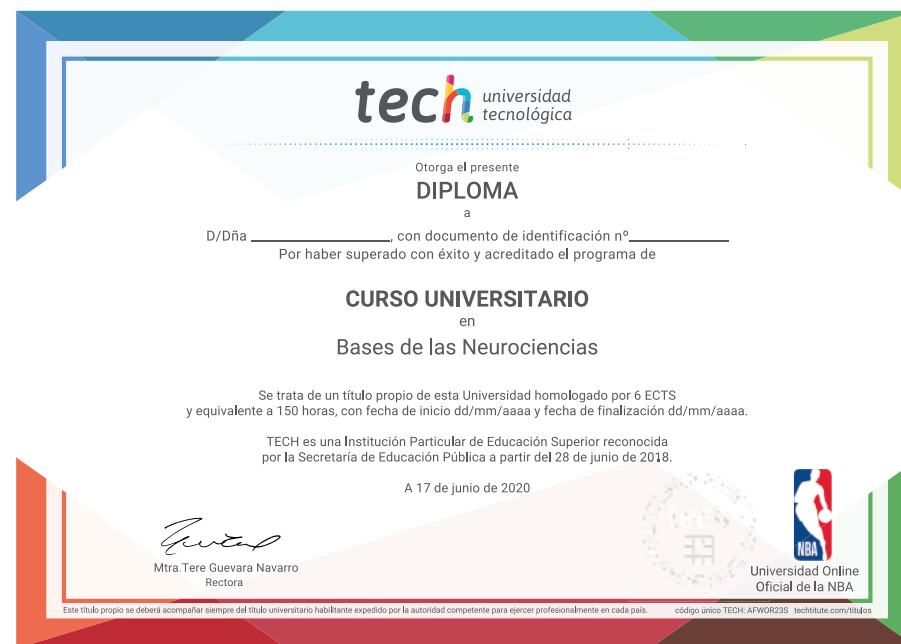 tech universidad
tecnológica
Otorga el presente
DIPLOMA
a
D/Dña ________________, con documento de identificación nº____________
Por haber superado con éxito y acreditado el programa de
CURSO UNIVERSITARIO
en
Bases de las Neurociencias
Se trata de un título propio de esta Universidad homologado por 6 ECTS
y equivalente a 150 horas, con fecha de inicio dd/mm/aaaa y fecha de finalización dd/mm/aaaa.
TECH es una Institución Particular de Educación Superior reconocida
por la Secretaría de Educación Pública a partir del 28 de junio de 2018.
A 17 de junio de 2020
Mtra.Tere Guevara Navarro
Rectora
NBA
Universidad Online
Oficial de la NBA
Este título propio se deberá acompañar siempre del título universitario habilitante expedido por la autoridad competente para ejercer profesionalmente en cada país. código único TECH: AFWOR23S techtitute.com/titulos